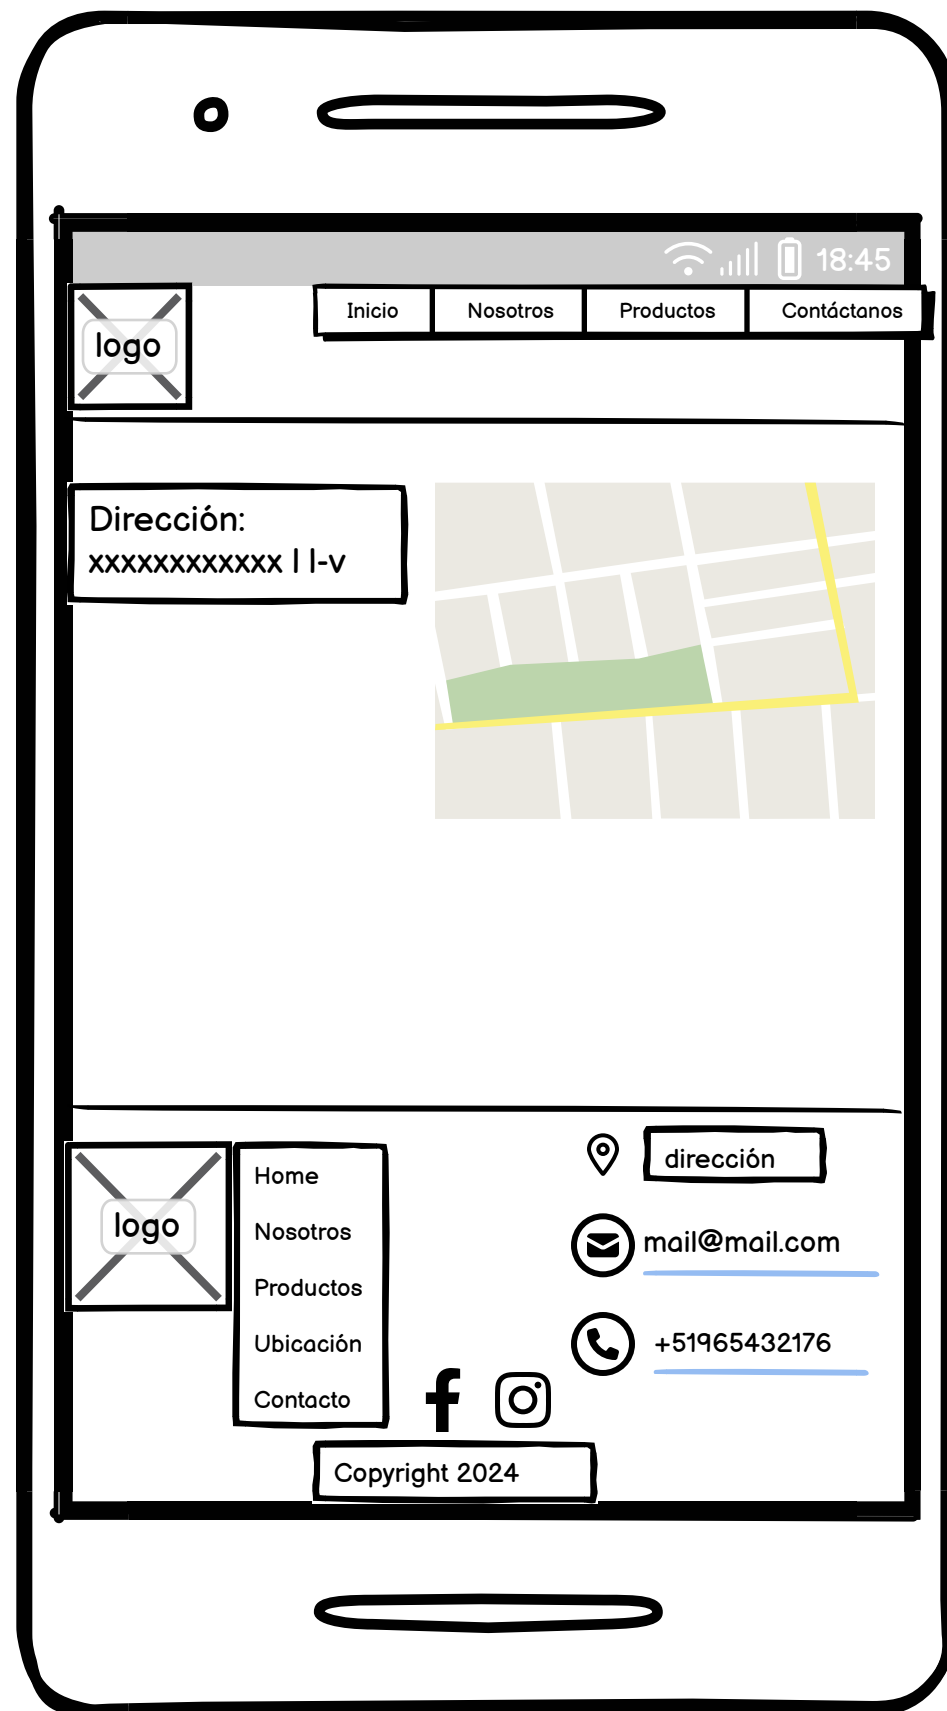 18:45
logo
Inicio
Nosotros
Productos
Contáctanos
Dirección:
xxxxxxxxxxxx l l-v
logo
Home
Nosotros
Productos
Ubicación
Contacto
dirección
mail@mail.com
+51965432176
Copyright 2024